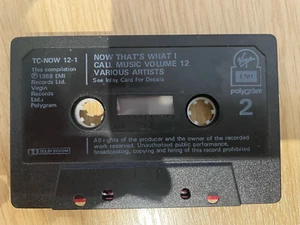 TC-NOW 12-1
This compilation
Ⓟ 1988 EMI
Records Ltd.
Virgin
Records
Ltd./
Polygram
NOW THAT'S WHAT I
CALL MUSIC VOLUME 12
VARIOUS ARTISTS
See Inlay Card For Details
Virgin
EMI
polygram
2
All rights of the producer and the owner of the recorded
work reserved. Unauthorised public performance,
broadcasting, copying and hiring of this record prohibited
DOLBY SYSTEM